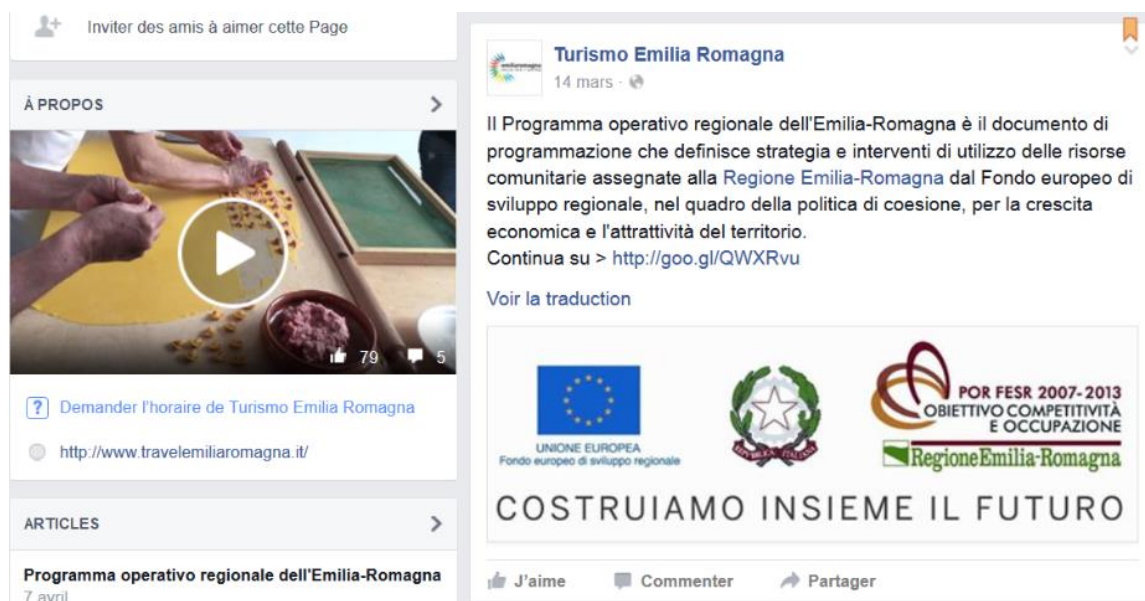 Inviter des amis à aimer cette Page
À PROPOS
79 5
? Demander l'horaire de Turismo Emilia Romagna
http://www.travelemiliaromagna.it/
ARTICLES
Programma operativo regionale dell'Emilia-Romagna
7 avril
emiliaromagna
Turismo Emilia Romagna
14 mars ·
Il Programma operativo regionale dell'Emilia-Romagna è il documento di
programmazione che definisce strategia e interventi di utilizzo delle risorse
comunitarie assegnate alla Regione Emilia-Romagna dal Fondo europeo di
sviluppo regionale, nel quadro della politica di coesione, per la crescita
economica e l'attrattività del territorio.
Continua su > http://goo.gl/QWXRvu
Voir la traduction
UNIONE EUROPEA
Fondo europeo di sviluppo regionale
REPVBBLICA ITALIANA
POR FESR 2007-2013
OBIETTIVO COMPETITIVITÀ
E OCCUPAZIONE
RegioneEmilia-Romagna
COSTRUIAMO INSIEME IL FUTURO
J'aime Commenter Partager